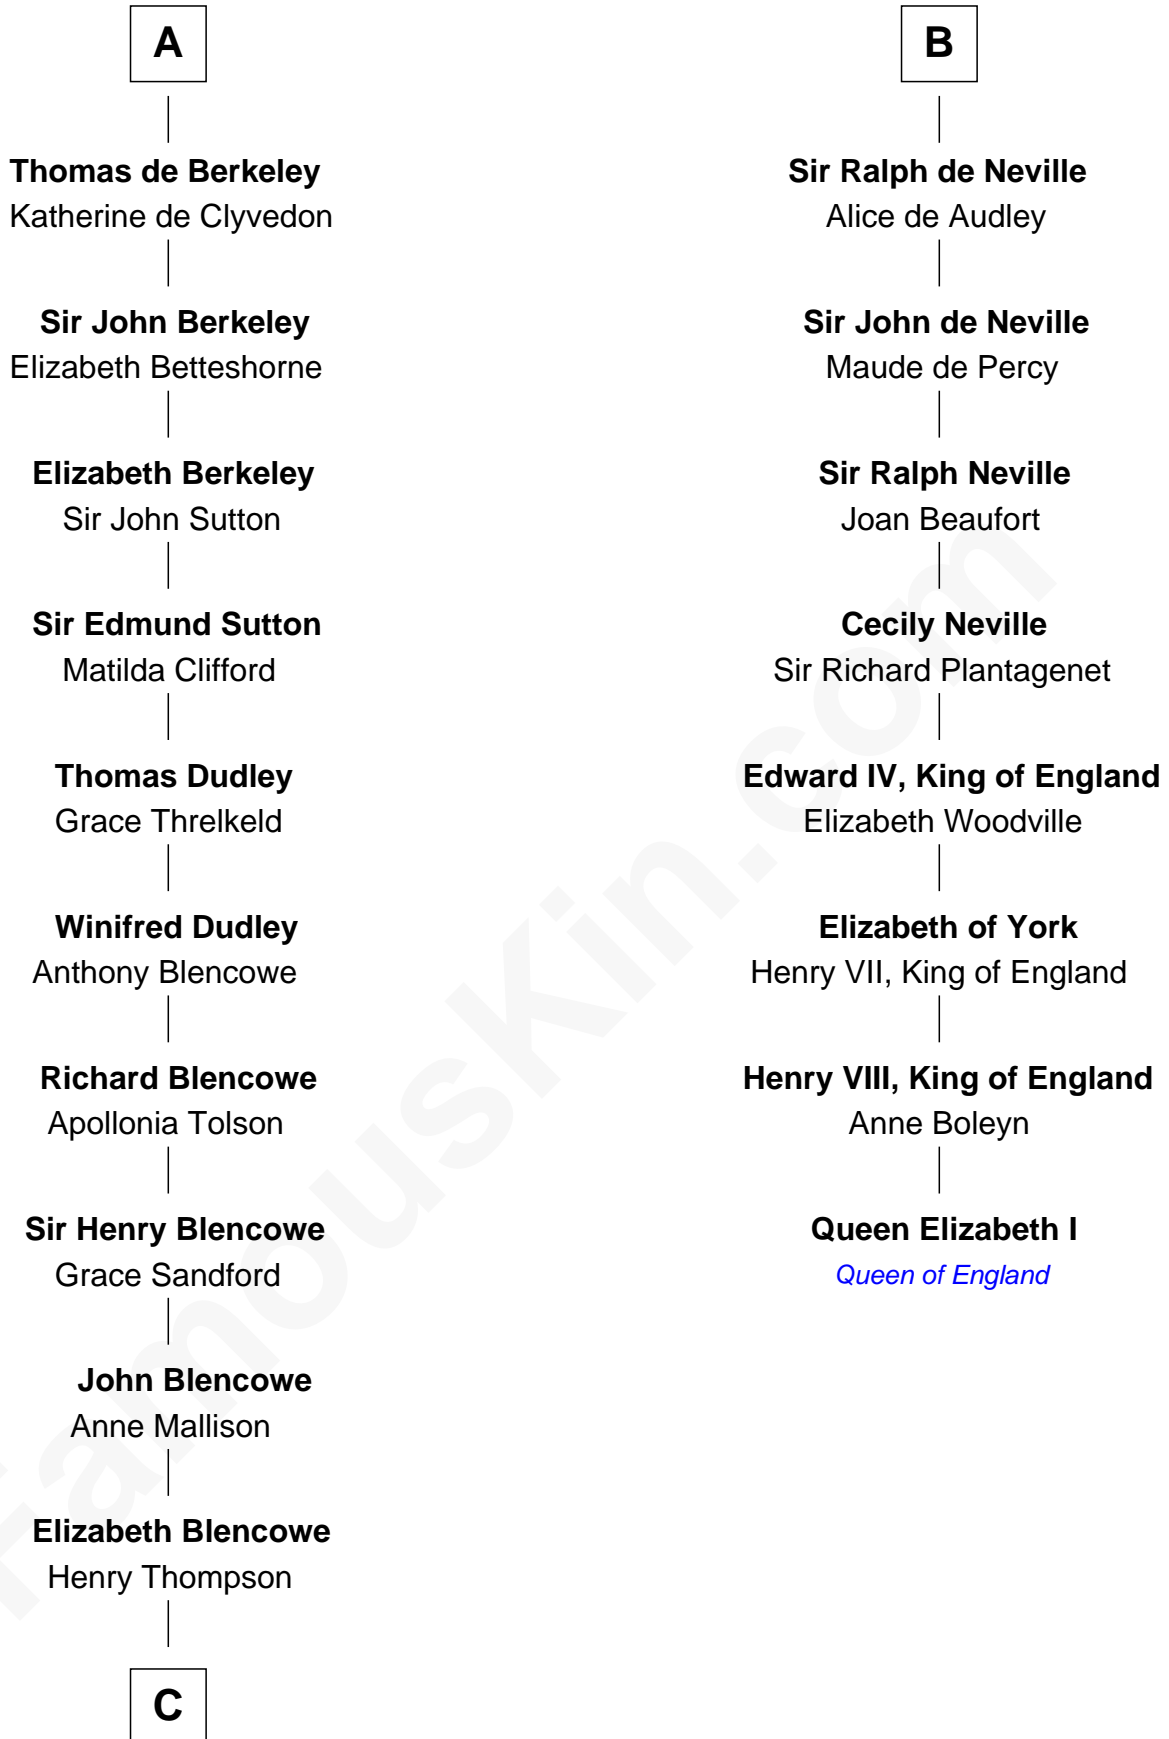 A
Thomas de Berkeley
Katherine de Clyvedon
Sir John Berkeley
Elizabeth Betteshorne
Elizabeth Berkeley
Sir John Sutton
Sir Edmund Sutton
Matilda Clifford
Thomas Dudley
Grace Threlkeld
Winifred Dudley
Anthony Blencowe
Richard Blencowe
Apollonia Tolson
Sir Henry Blencowe
Grace Sandford
John Blencowe
Anne Mallison
Elizabeth Blencowe
Henry Thompson
C
B
Sir Ralph de Neville
Alice de Audley
Sir John de Neville
Maude de Percy
Sir Ralph Neville
Joan Beaufort
Cecily Neville
Sir Richard Plantagenet
Edward IV, King of England
Elizabeth Woodville
Elizabeth of York
Henry VII, King of England
Henry VIII, King of England
Anne Boleyn
Queen Elizabeth I
Queen of England
FamousKin.com